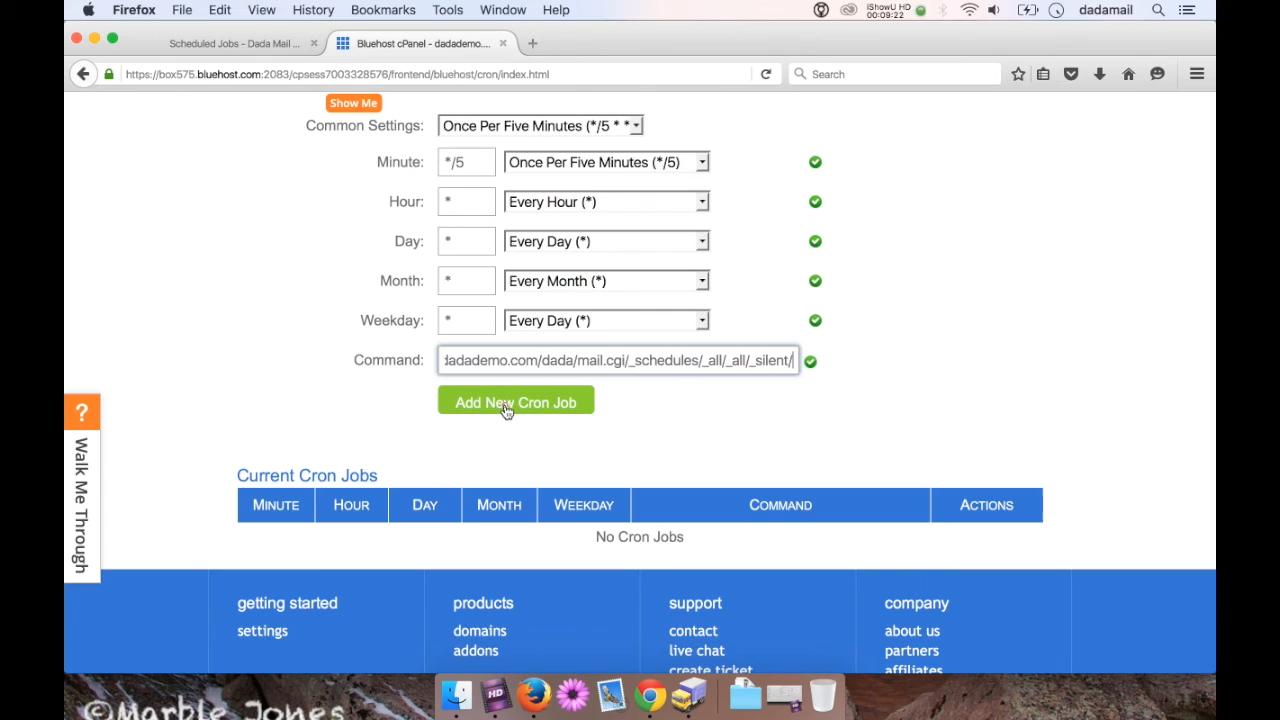 Firefox File Edit View History Bookmarks Tools Window Help iShowU HD 00:09:22 dadamail
Scheduled Jobs - Dada Mail ... Bluehost cPanel - dadademo....
https://box575.bluehost.com:2083/cpsess7003328576/frontend/bluehost/cron/index.html Search
Show Me
Common Settings: Once Per Five Minutes (*/5 * *
Minute: */5 Once Per Five Minutes (*/5)
Hour: * Every Hour (*)
Day: * Every Day (*)
Month: * Every Month (*)
Weekday: * Every Day (*)
Command: dadademo.com/dada/mail.cgi/_schedules/_all/_all/_silent/
Add New Cron Job
?
Walk Me Through
Current Cron Jobs
MINUTE HOUR DAY MONTH WEEKDAY COMMAND ACTIONS
No Cron Jobs
getting started products support company
settings domains contact about us
addons live chat partners
create ticket affiliates
HD
©Marble Jones